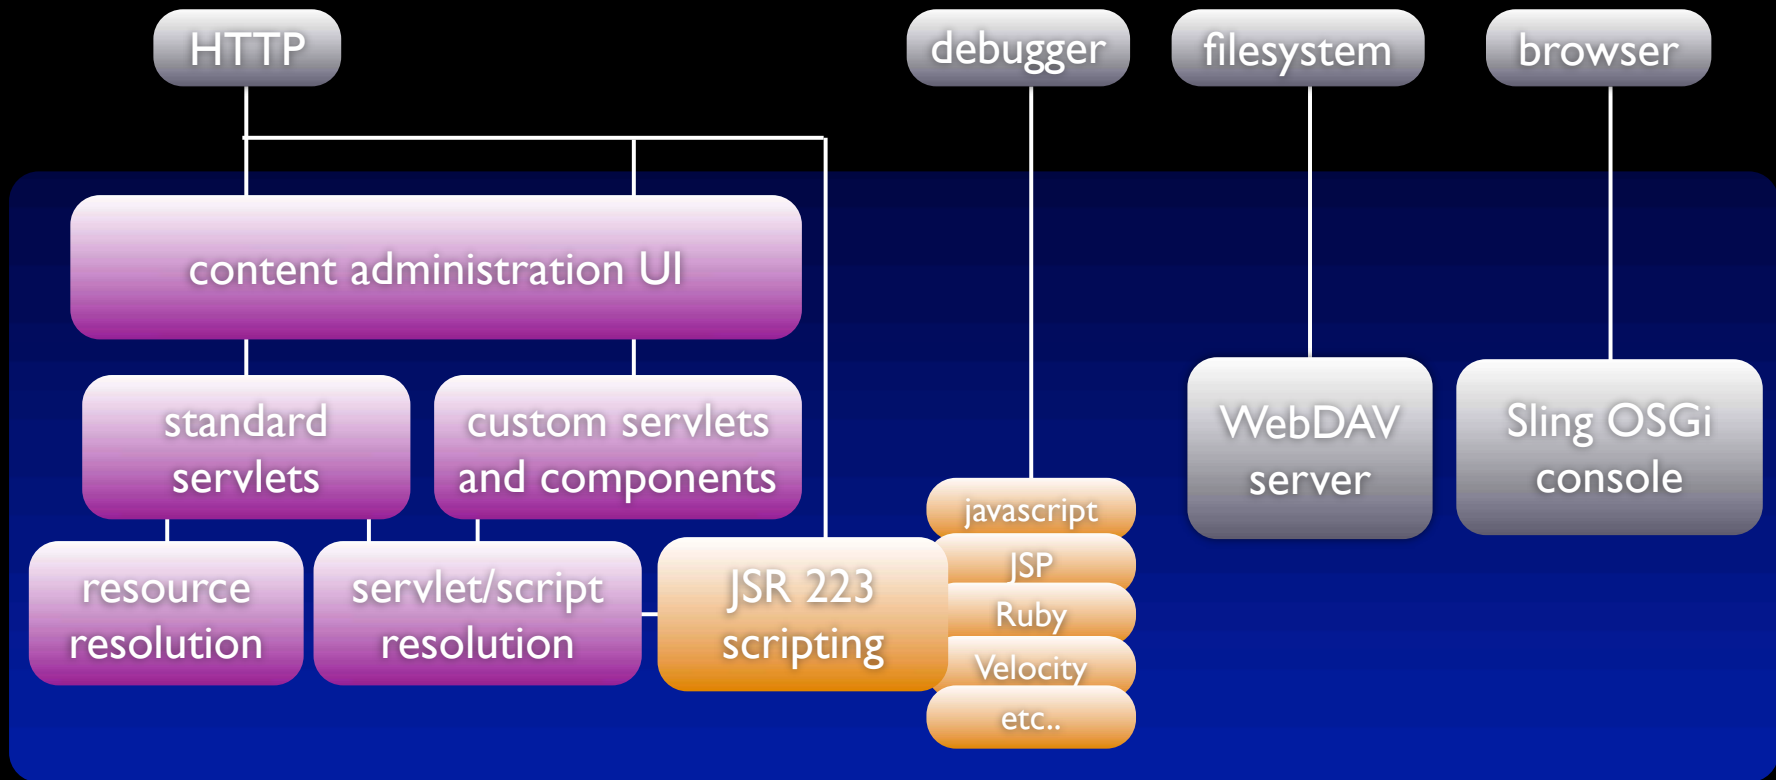 HTTP
debugger
filesystem
browser
content administration UI
standard
servlets
custom servlets
and components
WebDAV
server
Sling OSGi
console
javascript
JSP
Ruby
Velocity
etc..
resource
resolution
servlet/script
resolution
JSR 223
scripting